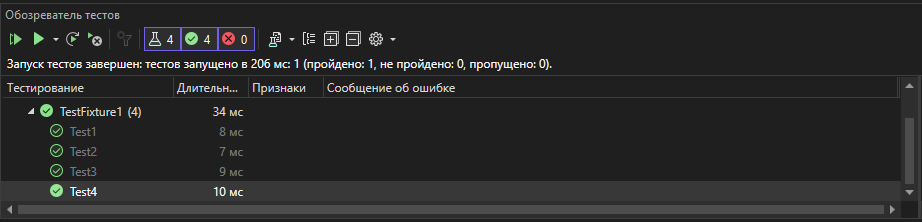 Обозреватель тестов
4 4 0
Запуск тестов завершен: тестов запущено в 206 мс: 1 (пройдено: 1, не пройдено: 0, пропущено: 0).
Тестирование Длительн... Признаки Сообщение об ошибке
TestFixture1 (4) 34 мс
Test1 8 мс
Test2 7 мс
Test3 9 мс
Test4 10 мс